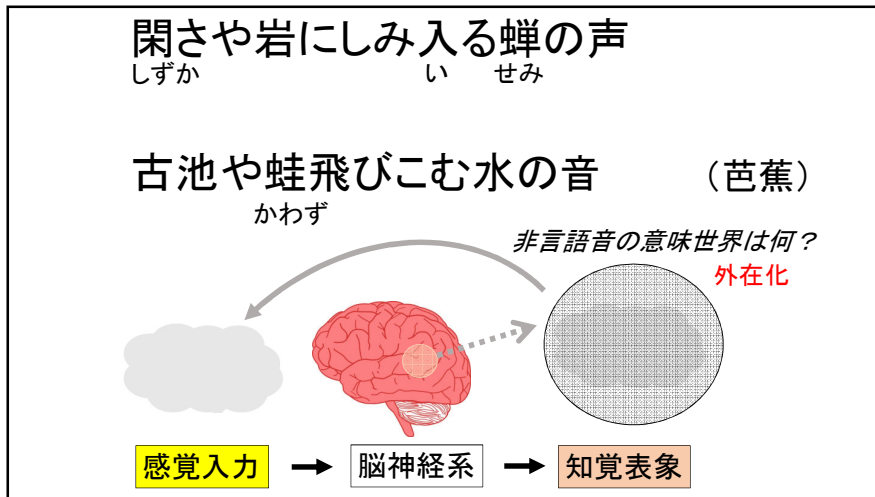 閑さや岩にしみ入る蝉の声
しずか い せみ
古池や蛙飛びこむ水の音 （芭蕉）
かわず
非言語音の意味世界は何？
外在化
感覚入力 脳神経系 知覚表象